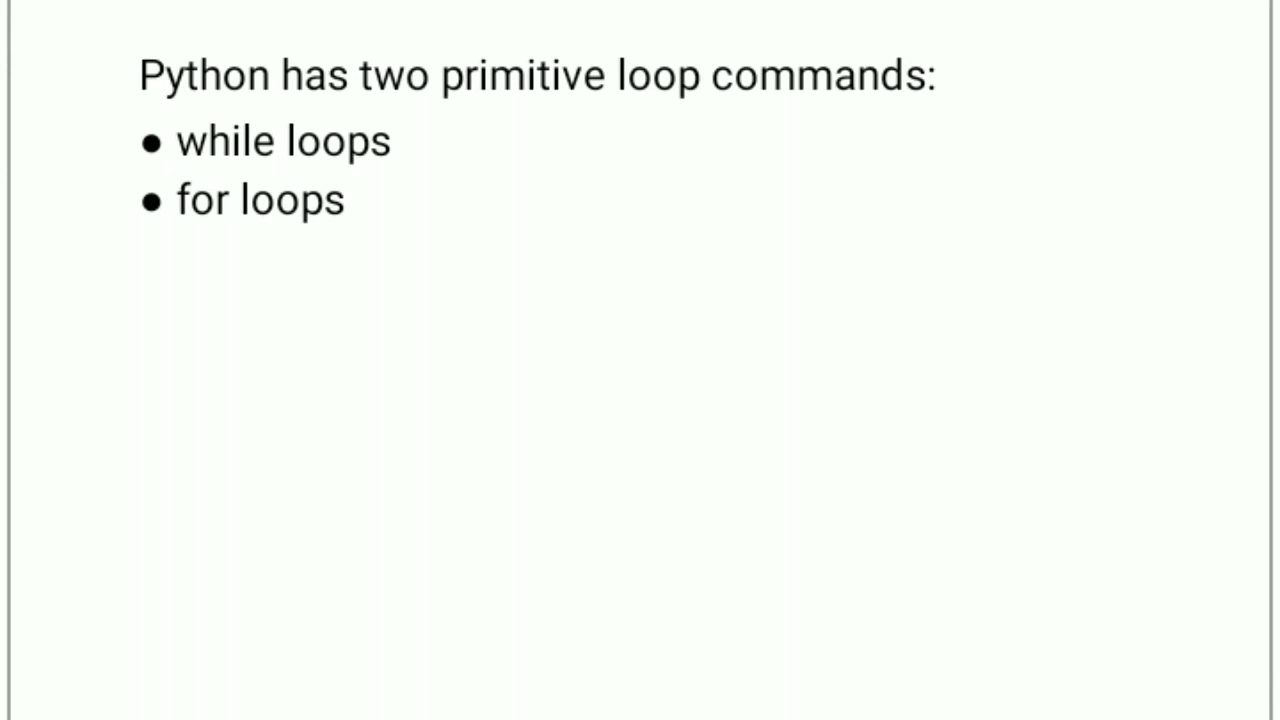 Python has two primitive loop commands:
● while loops
● for loops